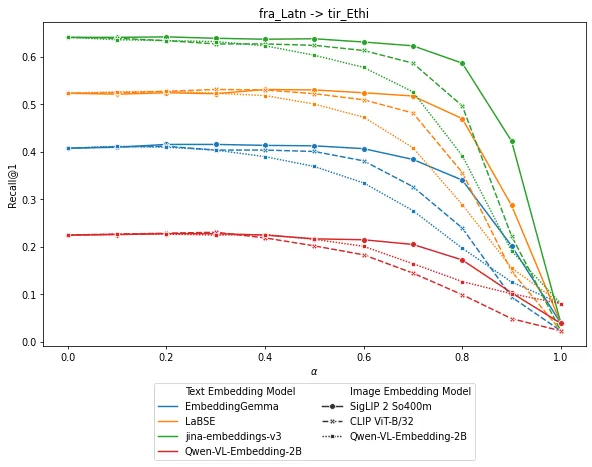 fra_Latn -> tir_Ethi
Recall@1
0.6
0.5
0.4
0.3
0.2
0.1
0.0
0.0 0.2 0.4 0.6 0.8 1.0
α
Text Embedding Model
EmbeddingGemma
LaBSE
jina-embeddings-v3
Qwen-VL-Embedding-2B
Image Embedding Model
SigLIP 2 So400m
CLIP ViT-B/32
Qwen-VL-Embedding-2B